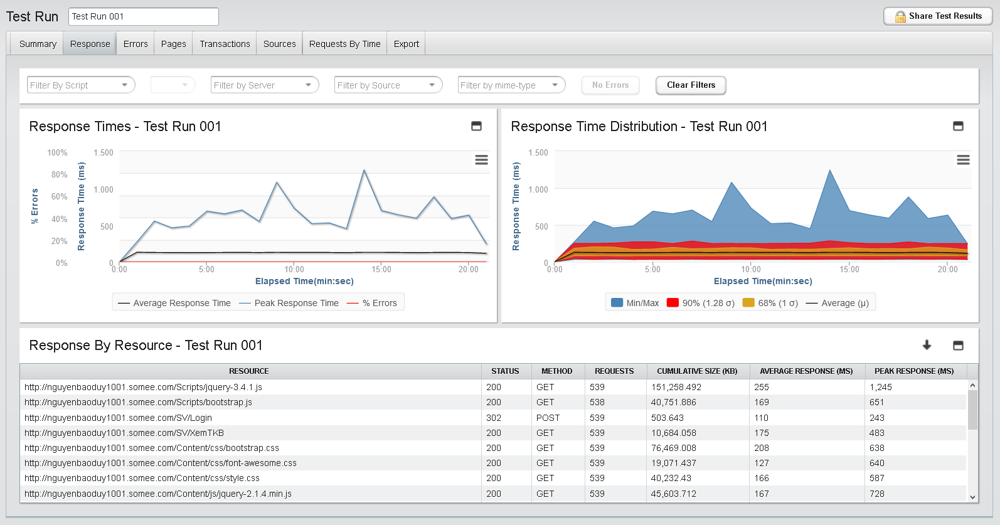 Test Run Test Run 001 Share Test Results
Summary Response Errors Pages Transactions Sources Requests By Time Export
Filter By Script Filter by Server Filter by Source Filter by mime-type No Errors Clear Filters
Response Times - Test Run 001
100% 1.500
80%
1.000
60%
40% 500
20%
0% 0
% Errors
Response Time (ms)
0:00 5:00 10:00 15:00 20:00
Elapsed Time(min:sec)
Average Response Time Peak Response Time % Errors
Response Time Distribution - Test Run 001
1.500
1.000
500
0
Response Time (ms)
0:00 5:00 10:00 15:00 20:00
Elapsed Time(min:sec)
Min/Max 90% (1.28 σ) 68% (1 σ) Average (μ)
Response By Resource - Test Run 001
RESOURCE STATUS METHOD REQUESTS CUMULATIVE SIZE (KB) AVERAGE RESPONSE (MS) PEAK RESPONSE (MS)
http://nguyenbaoduy1001.somee.com/Scripts/jquery-3.4.1.js 200 GET 539 151,258.492 255 1,245
http://nguyenbaoduy1001.somee.com/Scripts/bootstrap.js 200 GET 538 40,751.886 169 651
http://nguyenbaoduy1001.somee.com/SV/Login 302 POST 539 503.643 110 243
http://nguyenbaoduy1001.somee.com/SV/XemTKB 200 GET 539 10,684.058 175 483
http://nguyenbaoduy1001.somee.com/Content/css/bootstrap.css 200 GET 539 76,469.008 208 638
http://nguyenbaoduy1001.somee.com/Content/css/font-awesome.css 200 GET 539 19,071.437 127 640
http://nguyenbaoduy1001.somee.com/Content/css/style.css 200 GET 539 40,232.43 166 587
http://nguyenbaoduy1001.somee.com/Content/js/jquery-2.1.4.min.js 200 GET 539 45,603.712 167 728